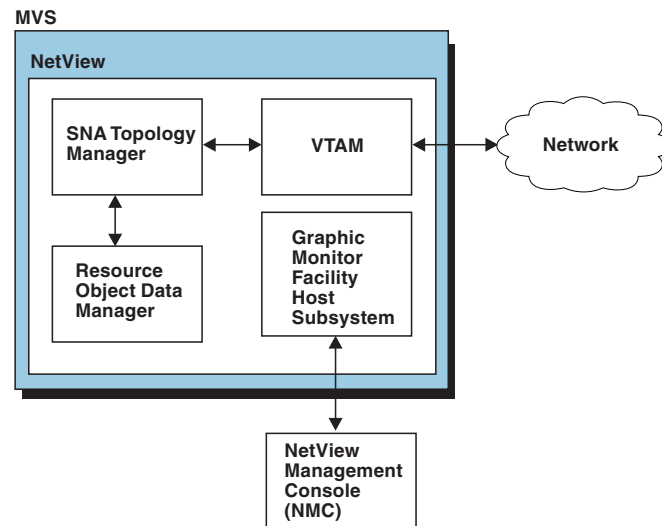 MVS
NetView
SNA Topology
Manager
VTAM
Network
Resource
Object Data
Manager
Graphic
Monitor
Facility
Host
Subsystem
NetView
Management
Console
(NMC)